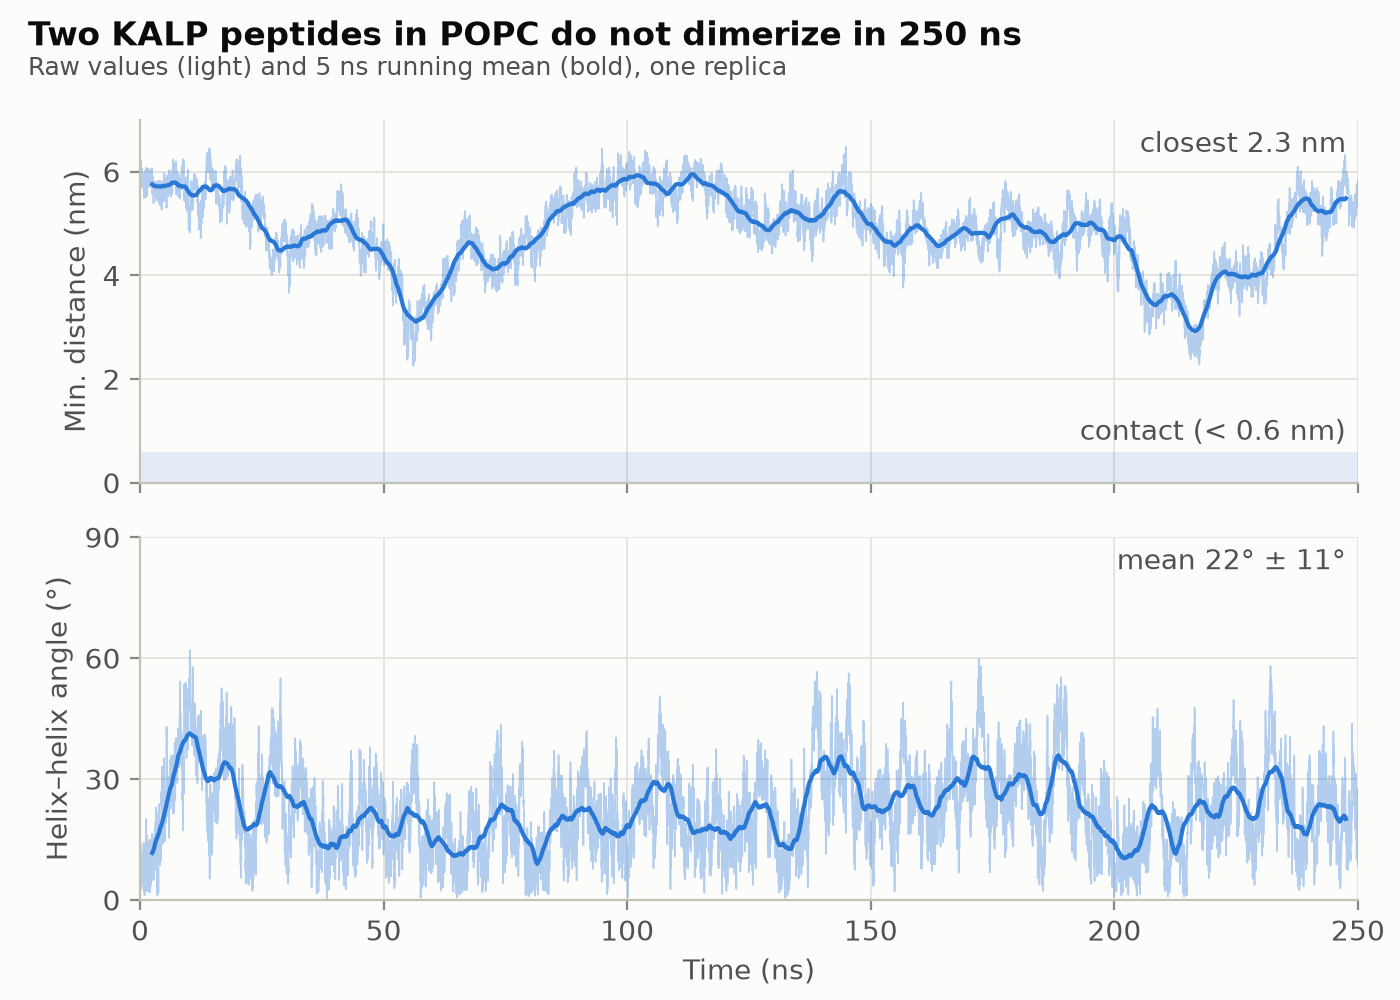 Two KALP peptides in POPC do not dimerize in 250 ns
Raw values (light) and 5 ns running mean (bold), one replica
Min. distance (nm)
6
4
2
0
closest 2.3 nm
contact (< 0.6 nm)
Helix–helix angle (°)
90
60
30
0
mean 22° ± 11°
0 50 100 150 200 250
Time (ns)